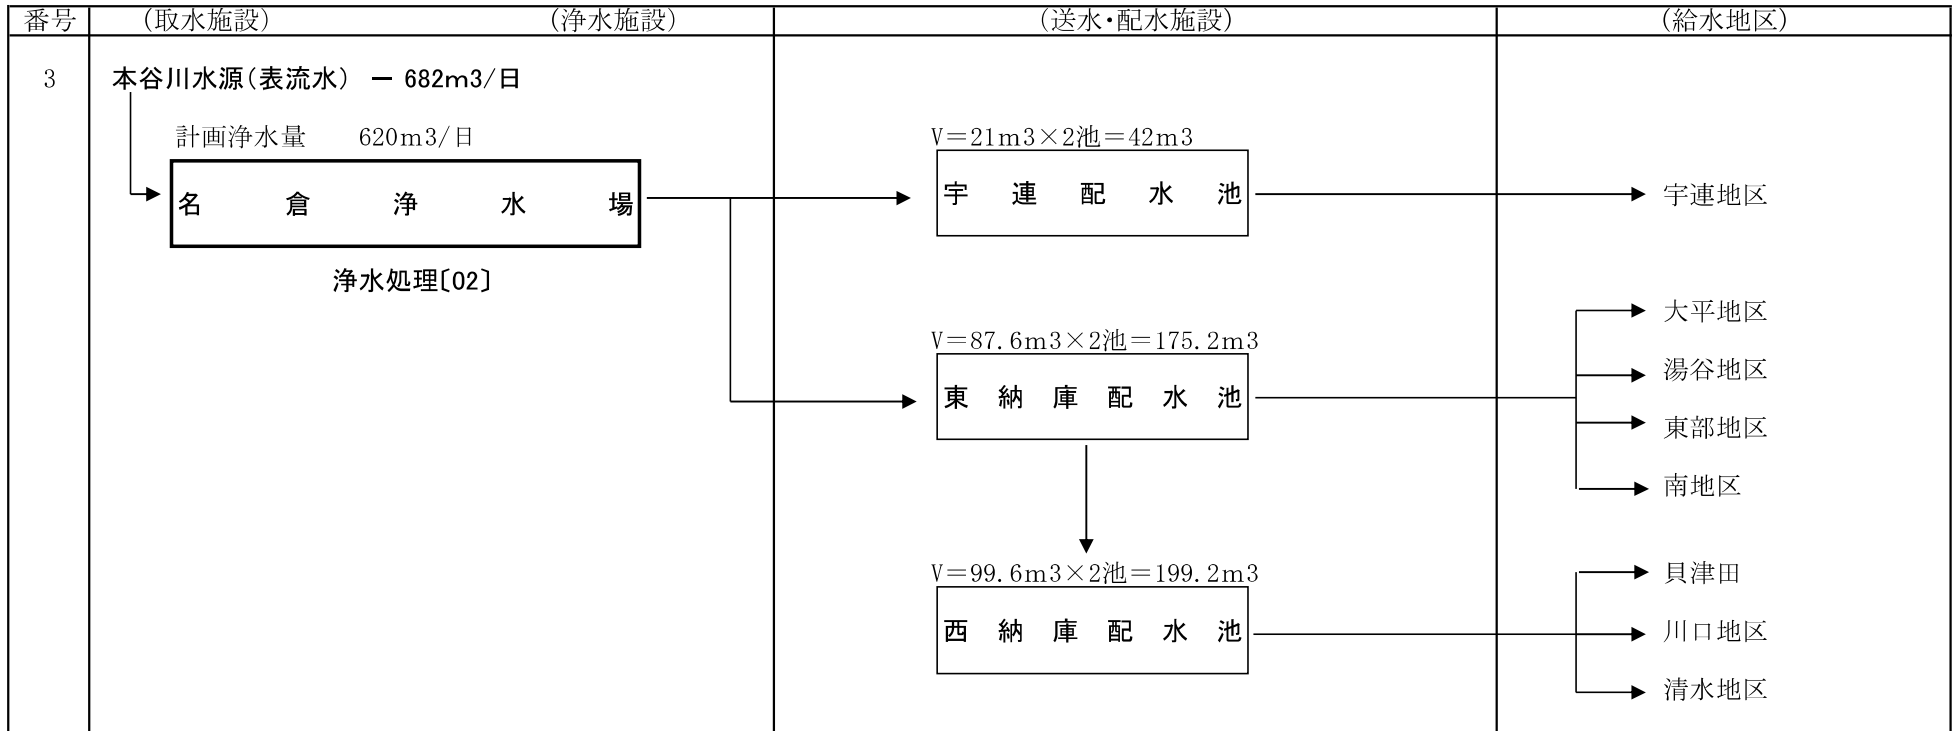 番号 (取水施設) (浄水施設) (送水・配水施設) (給水地区)
3 本谷川水源(表流水) ー 682m3/日
計画浄水量 620m3/日
名倉浄水場
浄水処理〔02〕
V＝21m3×2池＝42m3
宇連配水池
宇連地区
V＝87.6m3×2池＝175.2m3
東納庫配水池
大平地区
湯谷地区
東部地区
南地区
V＝99.6m3×2池＝199.2m3
西納庫配水池
貝津田
川口地区
清水地区